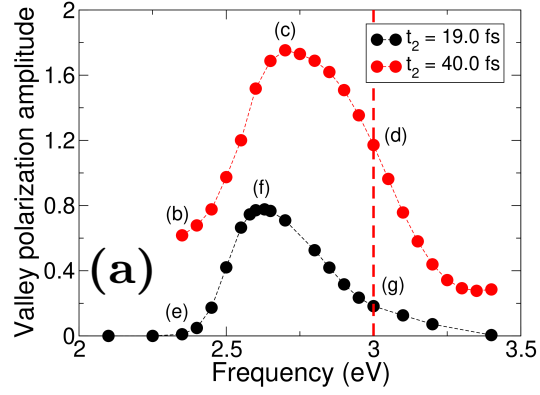 Valley polarization amplitude
2
1.6
1.2
0.8
0.4
0
(c)
t2 = 19.0 fs
t2 = 40.0 fs
(d)
(b)
(f)
(a)
(e)
(g)
2 2.5 3 3.5
Frequency (eV)